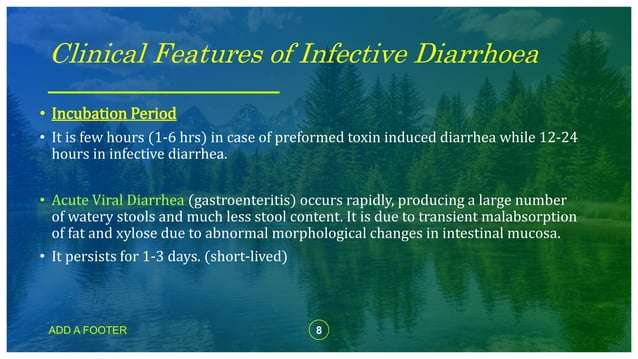 Clinical Features of Infective Diarrhoea
• Incubation Period
• It is few hours (1-6 hrs) in case of preformed toxin induced diarrhea while 12-24
hours in infective diarrhea.
• Acute Viral Diarrhea (gastroenteritis) occurs rapidly, producing a large number
of watery stools and much less stool content. It is due to transient malabsorption
of fat and xylose due to abnormal morphological changes in intestinal mucosa.
• It persists for 1-3 days. (short-lived)
ADD A FOOTER
8